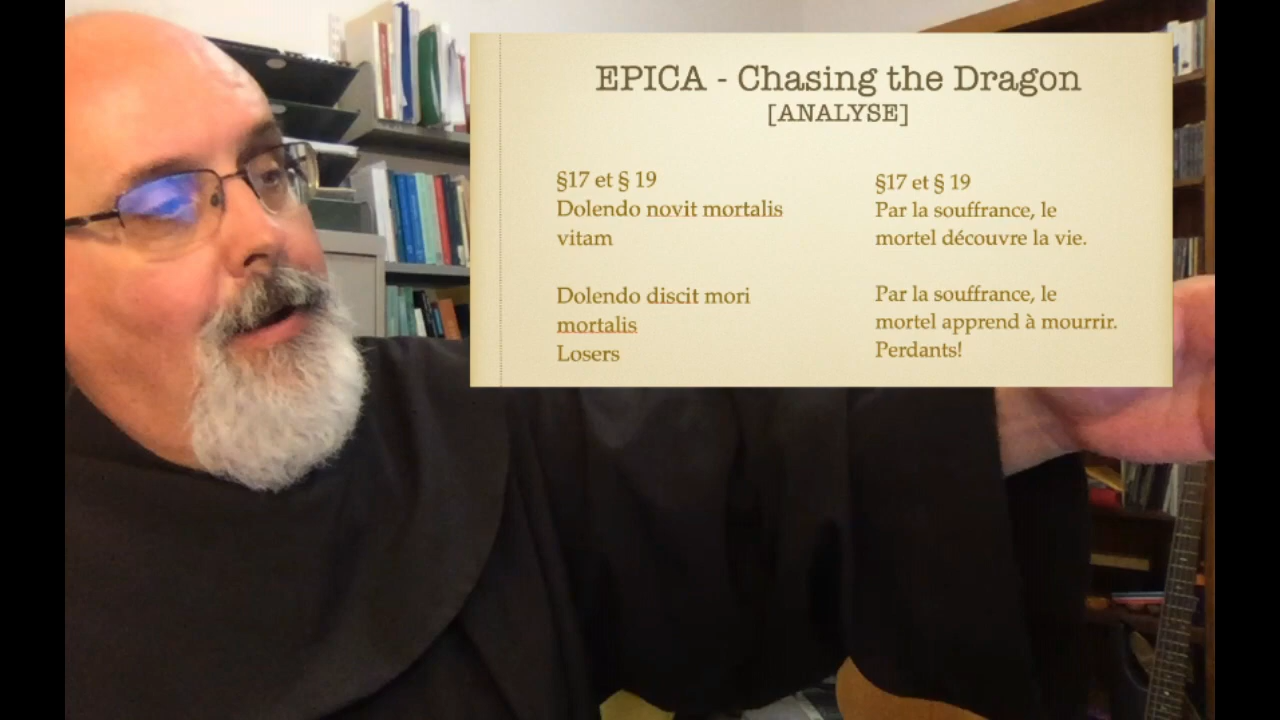 EPICA - Chasing the Dragon
[ANALYSE]
§17 et § 19
Dolendo novit mortalis
vitam
Dolendo discit mori
mortalis
Losers
§17 et § 19
Par la souffrance, le
mortel découvre la vie.
Par la souffrance, le
mortel apprend à mourrir.
Perdants!